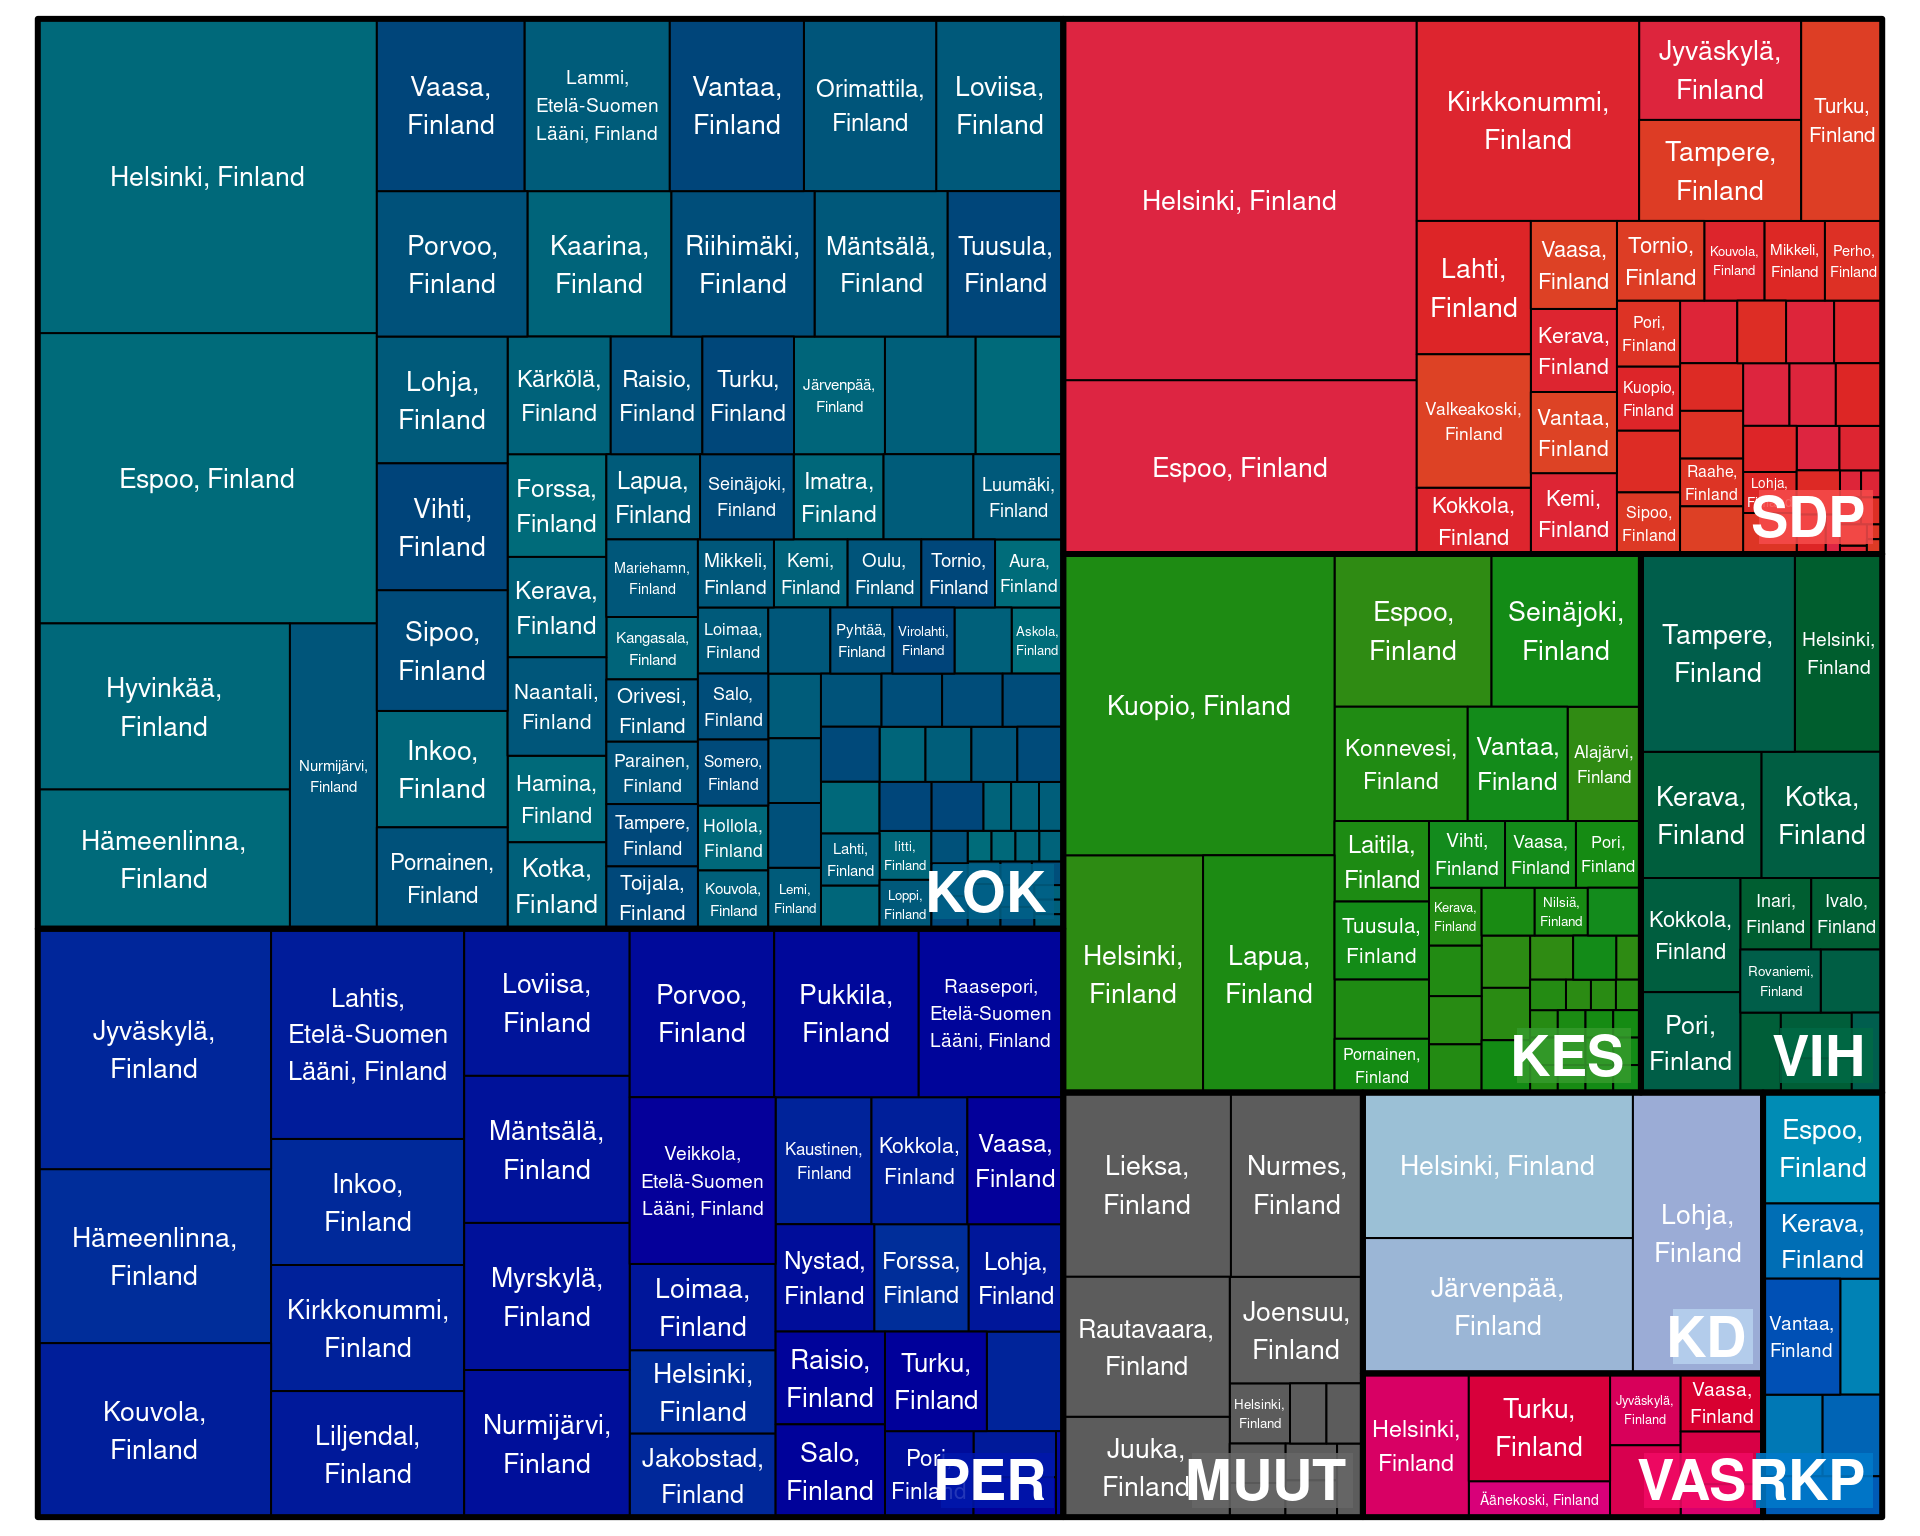 Helsinki, Finland
Espoo, Finland
Hyvinkää,
Finland
Hämeenlinna,
Finland
Nurmijärvi,
Finland
Vaasa,
Finland
Lammi,
Etelä-Suomen
Lääni, Finland
Vantaa,
Finland
Orimattila,
Finland
Loviisa,
Finland
Porvoo,
Finland
Kaarina,
Finland
Riihimäki,
Finland
Mäntsälä,
Finland
Tuusula,
Finland
Lohja,
Finland
Vihti,
Finland
Sipoo,
Finland
Inkoo,
Finland
Pornainen,
Finland
Kärkölä,
Finland
Raisio,
Finland
Turku,
Finland
Järvenpää,
Finland
Forssa,
Finland
Kerava,
Finland
Naantali,
Finland
Hamina,
Finland
Kotka,
Finland
Lapua,
Finland
Seinäjoki,
Finland
Imatra,
Finland
Luumäki,
Finland
Mariehamn,
Finland
Kangasala,
Finland
Orivesi,
Finland
Parainen,
Finland
Tampere,
Finland
Toijala,
Finland
Mikkeli,
Finland
Kemi,
Finland
Oulu,
Finland
Tornio,
Finland
Aura,
Finland
Loimaa,
Finland
Pyhtää,
Finland
Virolahti,
Finland
Askola,
Finland
Salo,
Finland
Somero,
Finland
Hollola,
Finland
Kouvola,
Finland
Lemi,
Finland
Lahti,
Finland
Iitti,
Finland
Loppi,
Finland
KOK
Helsinki, Finland
Espoo, Finland
Kirkkonummi,
Finland
Jyväskylä,
Finland
Tampere,
Finland
Turku,
Finland
Lahti,
Finland
Valkeakoski,
Finland
Kokkola,
Finland
Vaasa,
Finland
Kerava,
Finland
Vantaa,
Finland
Kemi,
Finland
Tornio,
Finland
Kouvola,
Finland
Mikkeli,
Finland
Perho,
Finland
Pori,
Finland
Kuopio,
Finland
Sipoo,
Finland
Raahe,
Finland
Lohja,
SDP
Kuopio, Finland
Helsinki,
Finland
Lapua,
Finland
Espoo,
Finland
Seinäjoki,
Finland
Konnevesi,
Finland
Vantaa,
Finland
Alajärvi,
Finland
Laitila,
Finland
Tuusula,
Finland
Pornainen,
Finland
Vihti,
Finland
Vaasa,
Finland
Pori,
Finland
Kerava,
Finland
Nilsiä,
Finland
KES
Tampere,
Finland
Helsinki,
Finland
Kerava,
Finland
Kotka,
Finland
Kokkola,
Finland
Pori,
Finland
Inari,
Finland
Ivalo,
Finland
Rovaniemi,
Finland
VIH
Jyväskylä,
Finland
Hämeenlinna,
Finland
Kouvola,
Finland
Lahtis,
Etelä-Suomen
Lääni, Finland
Inkoo,
Finland
Kirkkonummi,
Finland
Liljendal,
Finland
Loviisa,
Finland
Mäntsälä,
Finland
Myrskylä,
Finland
Nurmijärvi,
Finland
Porvoo,
Finland
Pukkila,
Finland
Raasepori,
Etelä-Suomen
Lääni, Finland
Veikkola,
Etelä-Suomen
Lääni, Finland
Loimaa,
Finland
Helsinki,
Finland
Jakobstad,
Finland
Kaustinen,
Finland
Kokkola,
Finland
Vaasa,
Finland
Nystad,
Finland
Forssa,
Finland
Lohja,
Finland
Raisio,
Finland
Turku,
Finland
Salo,
Finland
Pori,
Finland
PER
Lieksa,
Finland
Nurmes,
Finland
Rautavaara,
Finland
Joensuu,
Finland
Juuka,
Finland
Helsinki,
Finland
MUUT
Helsinki, Finland
Järvenpää,
Finland
Lohja,
Finland
KD
Helsinki,
Finland
Turku,
Finland
Äänekoski, Finland
Jyväskylä,
Finland
Vaasa,
Finland
VAS
Espoo,
Finland
Kerava,
Finland
Vantaa,
Finland
RKP